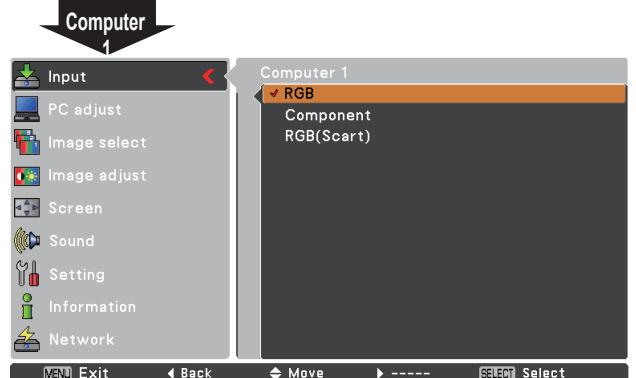 Computer
1
Input
PC adjust
Image select
Image adjust
Screen
Sound
Setting
Information
Network
Computer 1
RGB
Component
RGB(Scart)
MENU Exit Back Move ----- SELECT Select